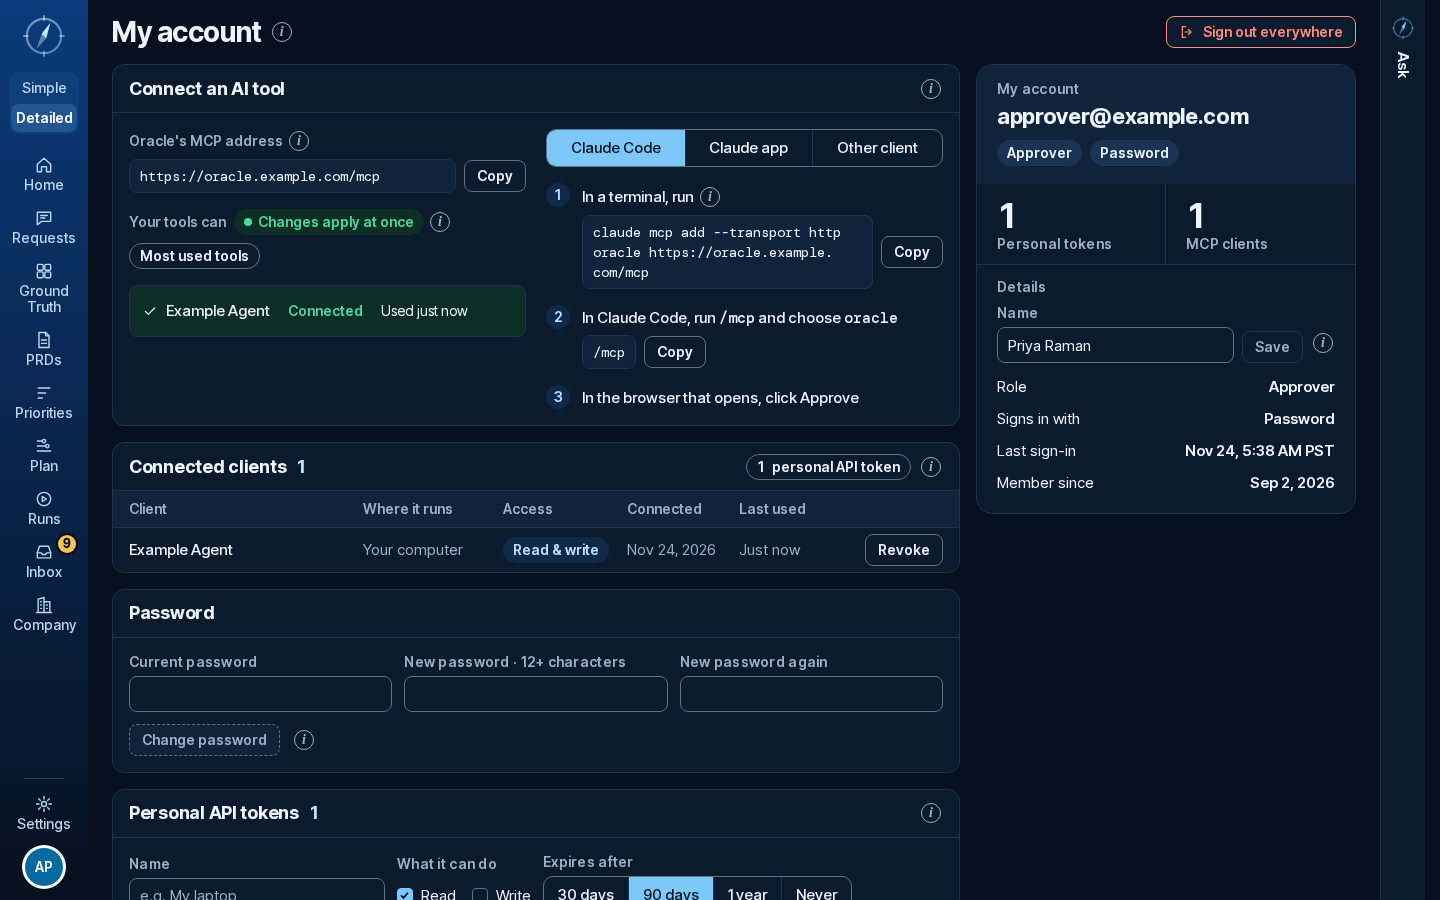 Simple
Detailed
Home
Requests
Ground
Truth
PRDs
Priorities
Plan
Runs
9
Inbox
Company
Settings
AP
My account
Sign out everywhere
Connect an AI tool
Oracle's MCP address
https://oracle.example.com/mcp
Copy
Your tools can
Changes apply at once
Most used tools
Example Agent Connected Used just now
Claude Code
Claude app
Other client
1 In a terminal, run
claude mcp add --transport http
oracle https://oracle.example.
com/mcp
Copy
2 In Claude Code, run /mcp and choose oracle
/mcp
Copy
3 In the browser that opens, click Approve
Connected clients 1
1 personal API token
Client Where it runs Access Connected Last used
Example Agent Your computer Read & write Nov 24, 2026 Just now Revoke
Password
Current password
New password · 12+ characters
New password again
Change password
Personal API tokens 1
Name
e.g. My laptop
What it can do
Read Write
Expires after
30 days 90 days 1 year Never
My account
approver@example.com
Approver Password
1
Personal tokens
1
MCP clients
Details
Name
Priya Raman
Save
Role Approver
Signs in with Password
Last sign-in Nov 24, 5:38 AM PST
Member since Sep 2, 2026
Ask